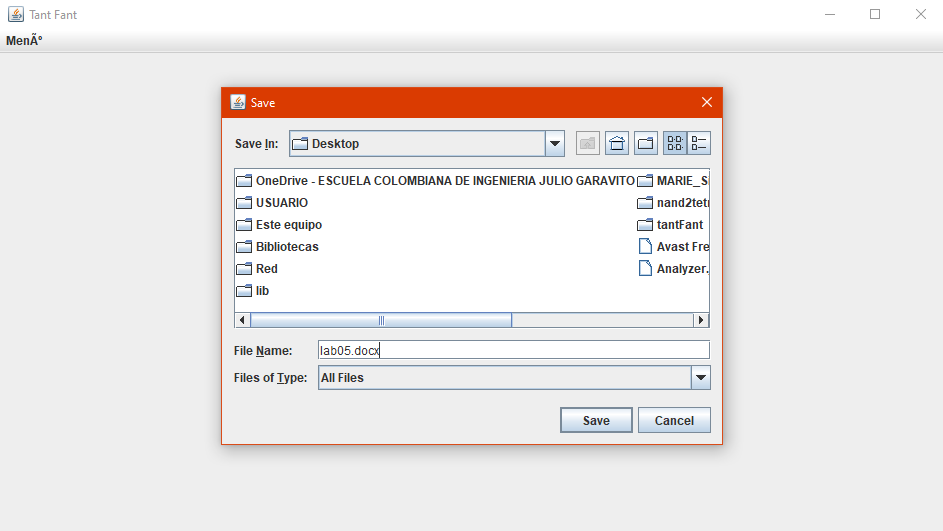 Tant Fant
MenÃº
Save
Save In: Desktop
OneDrive - ESCUELA COLOMBIANA DE INGENIERIA JULIO GARAVITO
USUARIO
Este equipo
Bibliotecas
Red
lib
MARIE_S
nand2tet
tantFant
Avast Fre
Analyzer.
File Name: lab05.docx
Files of Type: All Files
Save Cancel